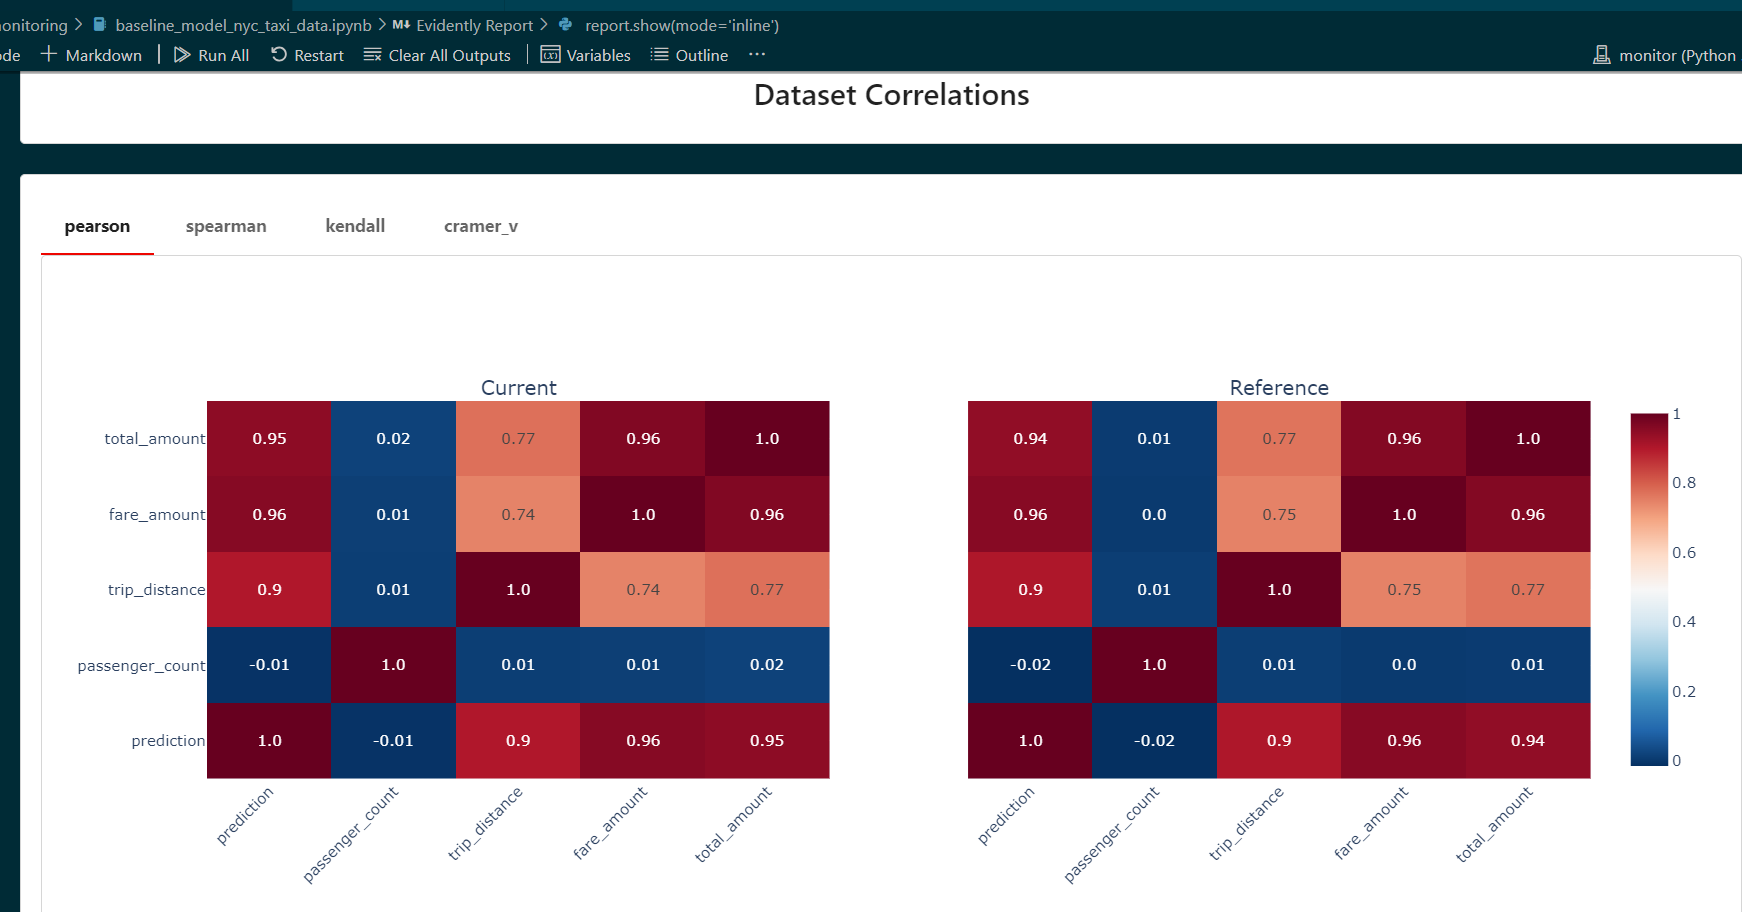 onitoring > baseline_model_nyc_taxi_data.ipynb > M↓ Evidently Report > report.show(mode='inline')
de + Markdown | Run All Restart Clear All Outputs | Variables Outline ··· monitor (Python
Dataset Correlations
pearson spearman kendall cramer_v
Current Reference
total_amount 0.95 0.02 0.77 0.96 1.0 0.94 0.01 0.77 0.96 1.0 1
fare_amount 0.96 0.01 0.74 1.0 0.96 0.96 0.0 0.75 1.0 0.96 0.8
0.6
trip_distance 0.9 0.01 1.0 0.74 0.77 0.9 0.01 1.0 0.75 0.77
0.4
passenger_count -0.01 1.0 0.01 0.01 0.02 -0.02 1.0 0.01 0.0 0.01
0.2
prediction 1.0 -0.01 0.9 0.96 0.95 1.0 -0.02 0.9 0.96 0.94
0
prediction passenger_count trip_distance fare_amount total_amount prediction passenger_count trip_distance fare_amount total_amount